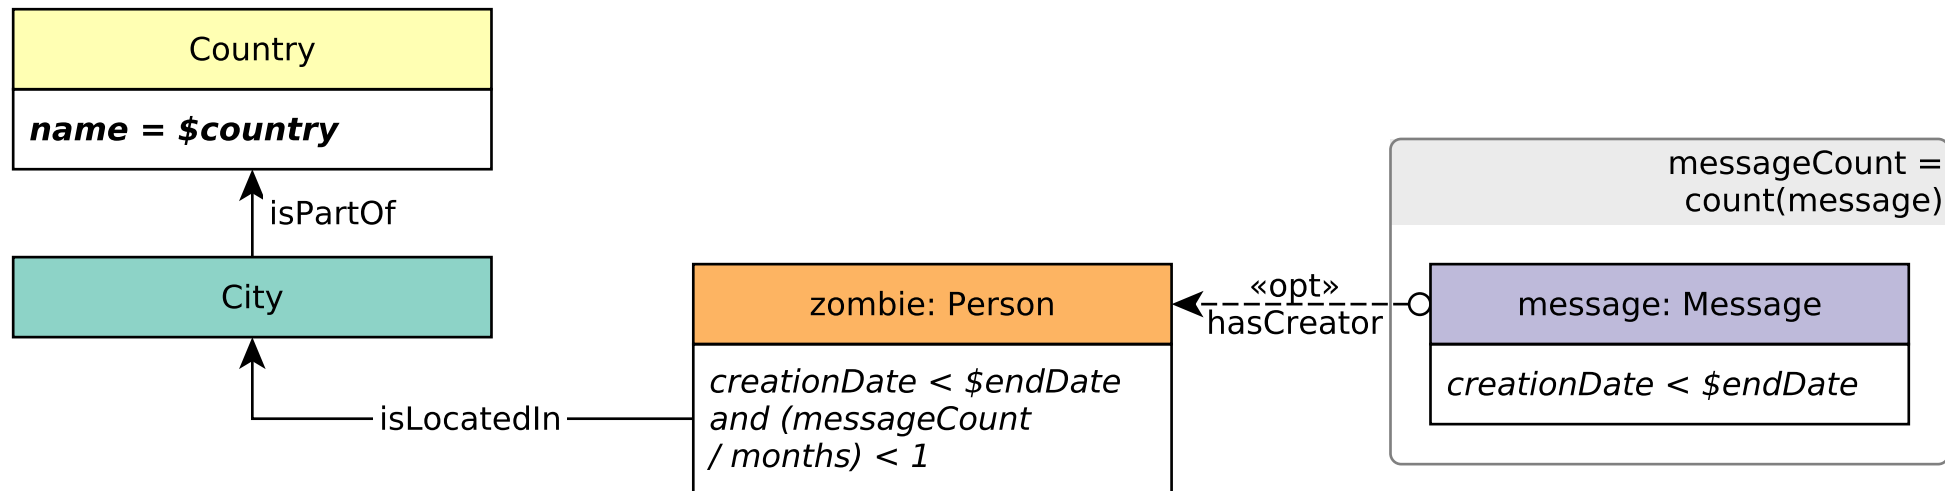 Country
name = $country
isPartOf
City
isLocatedIn
zombie: Person
creationDate < $endDate
and (messageCount
/ months) < 1
«opt»
hasCreator
messageCount =
count(message)
message: Message
creationDate < $endDate